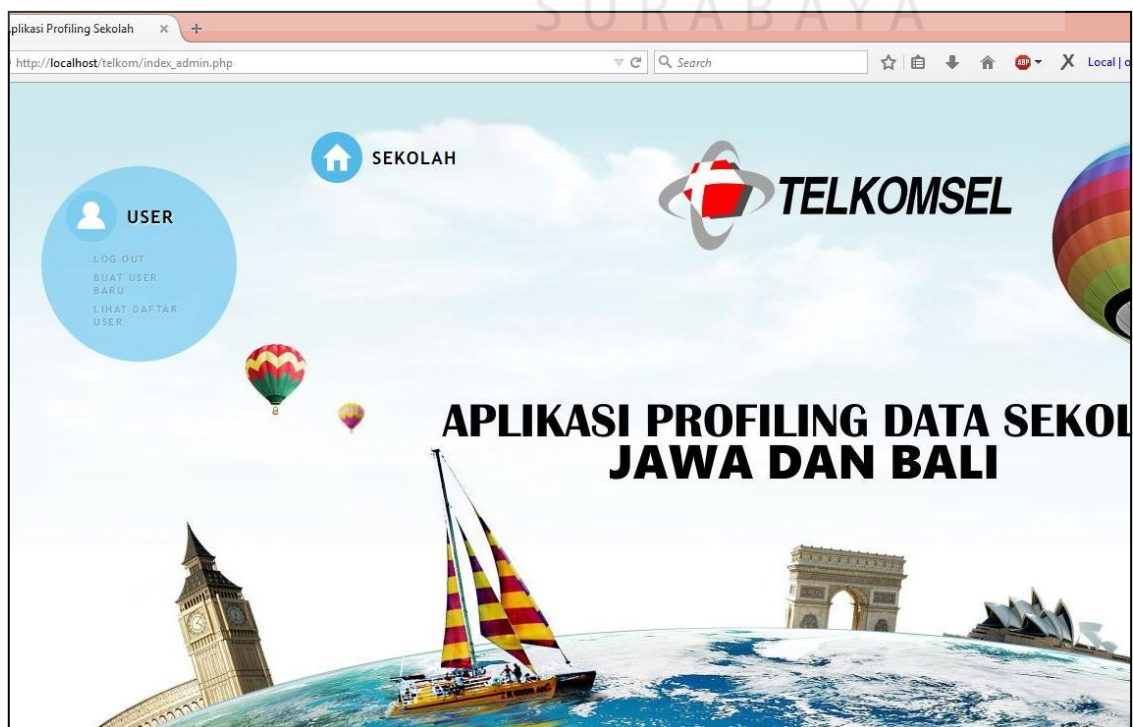 SURABAYA
plikasi Profiling Sekolah × +
http://localhost/telkom/index_admin.php
Search
ABP
Local | o
SEKOLAH
TELKOMSEL
USER
LOG OUT
BUAT USER
BARU
LIHAT DAFTAR
USER
APLIKASI PROFILING DATA SEKOL
JAWA DAN BALI